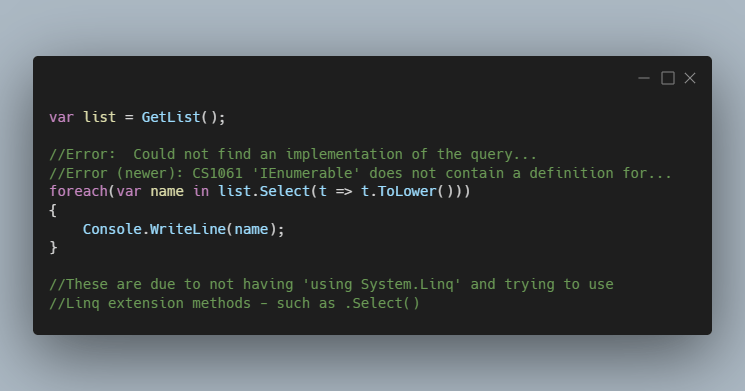 var list = GetList();
//Error:  Could not find an implementation of the query...
//Error (newer): CS1061 'IEnumerable' does not contain a definition for...
foreach(var name in list.Select(t => t.ToLower()))
{
    Console.WriteLine(name);
}
//These are due to not having 'using System.Linq' and trying to use
//Linq extension methods - such as .Select()